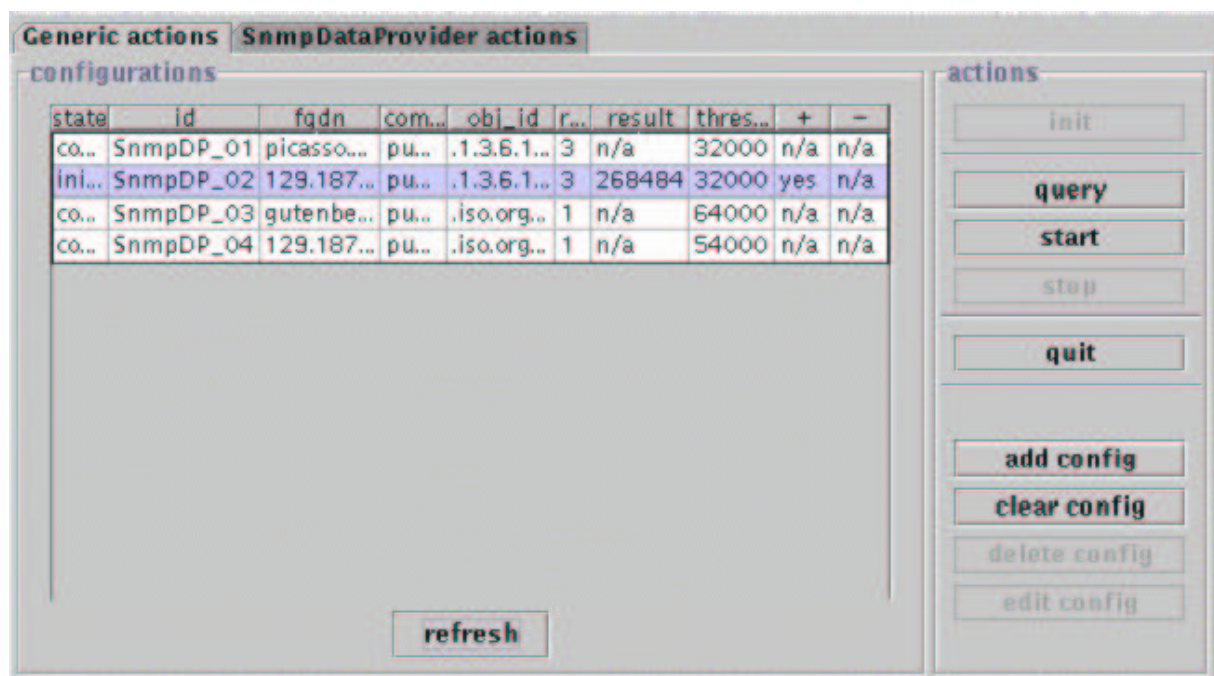 Generic actions SnmpDataProvider actions
configurations
state id fqdn com... obj_id r... result thres... + -
co... SnmpDP_01 picasso... pu... .1.3.6.1... 3 n/a 32000 n/a n/a
ini... SnmpDP_02 129.187... pu... .1.3.6.1... 3 268484 32000 yes n/a
co... SnmpDP_03 gutenbe... pu... .iso.org... 1 n/a 64000 n/a n/a
co... SnmpDP_04 129.187... pu... .iso.org... 1 n/a 54000 n/a n/a
refresh
actions
init
query
start
stop
quit
add config
clear config
delete config
edit config